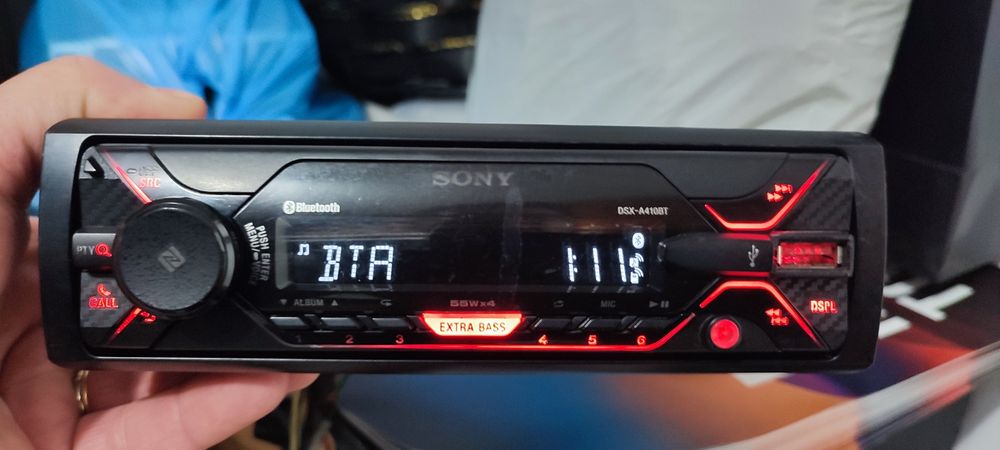 SONY
Bluetooth
DSX-A410BT
SRC
PTY
CALL
PUSH ENTER
MENU/
BTA
1:11
ALBUM
55Wx4
MIC
EXTRA BASS
1 2 3 4 5 6
DSPL